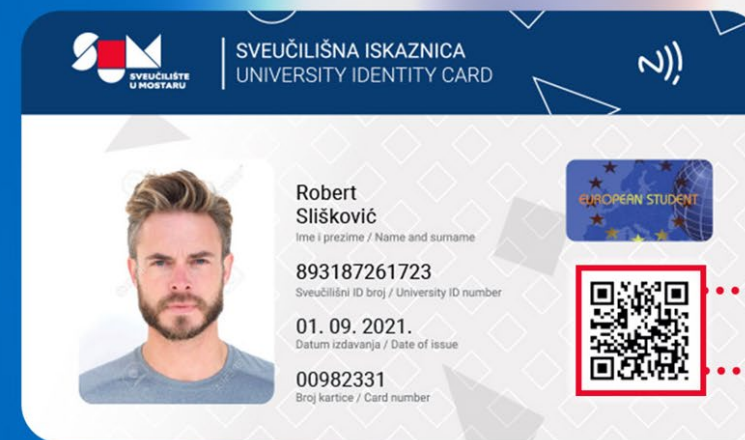 SUM
SVEUČILIŠTE
U MOSTARU
SVEUČILIŠNA ISKAZNICA
UNIVERSITY IDENTITY CARD
Robert
Slišković
Ime i prezime / Name and surname
893187261723
Sveučilišni ID broj / University ID number
01. 09. 2021.
Datum izdavanja / Date of issue
00982331
Broj kartice / Card number
EUROPEAN STUDENT